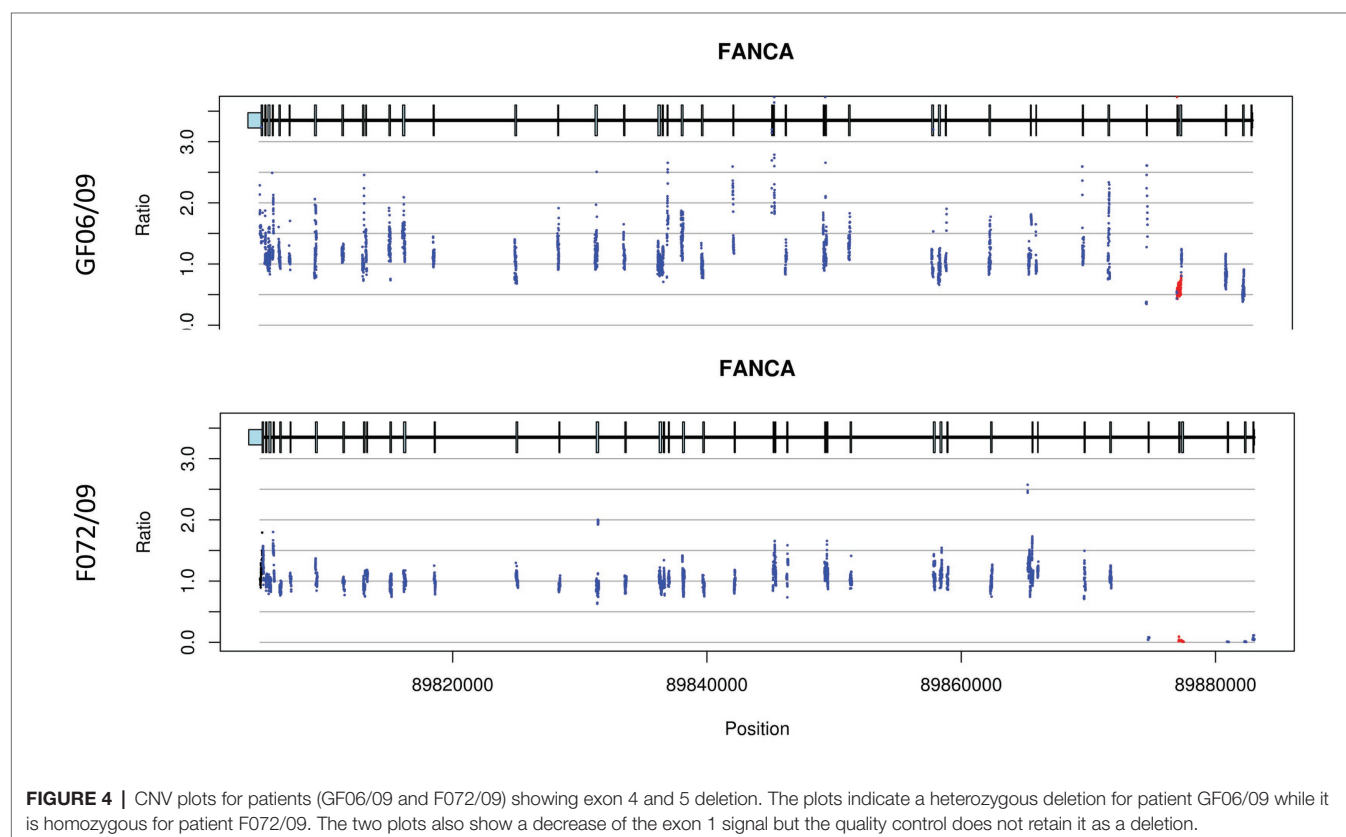 FANCA
GF06/09
Ratio
3.0
2.0
1.0
0.0
FANCA
F072/09
Ratio
3.0
2.0
1.0
0.0
89820000 89840000 89860000 89880000
Position
FIGURE 4 | CNV plots for patients (GF06/09 and F072/09) showing exon 4 and 5 deletion. The plots indicate a heterozygous deletion for patient GF06/09 while it
is homozygous for patient F072/09. The two plots also show a decrease of the exon 1 signal but the quality control does not retain it as a deletion.